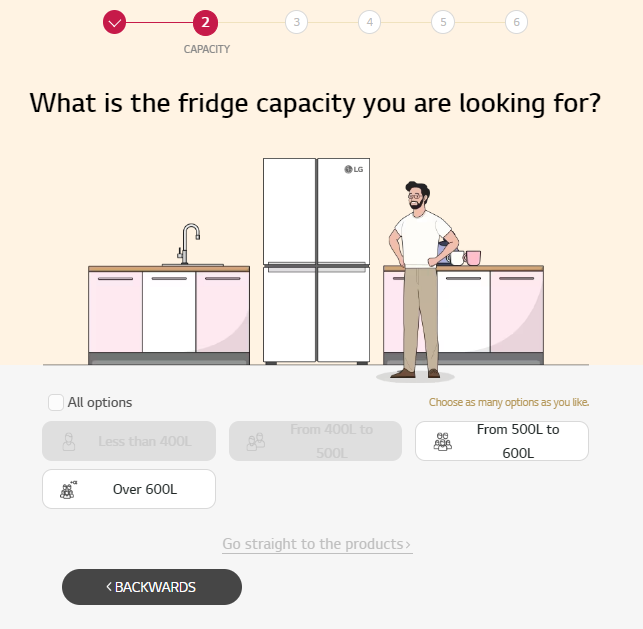 2
3
4
5
6
CAPACITY
What is the fridge capacity you are looking for?
LG
All options
Choose as many options as you like.
Less than 400L
From 400L to
500L
From 500L to
600L
Over 600L
Go straight to the products>
< BACKWARDS